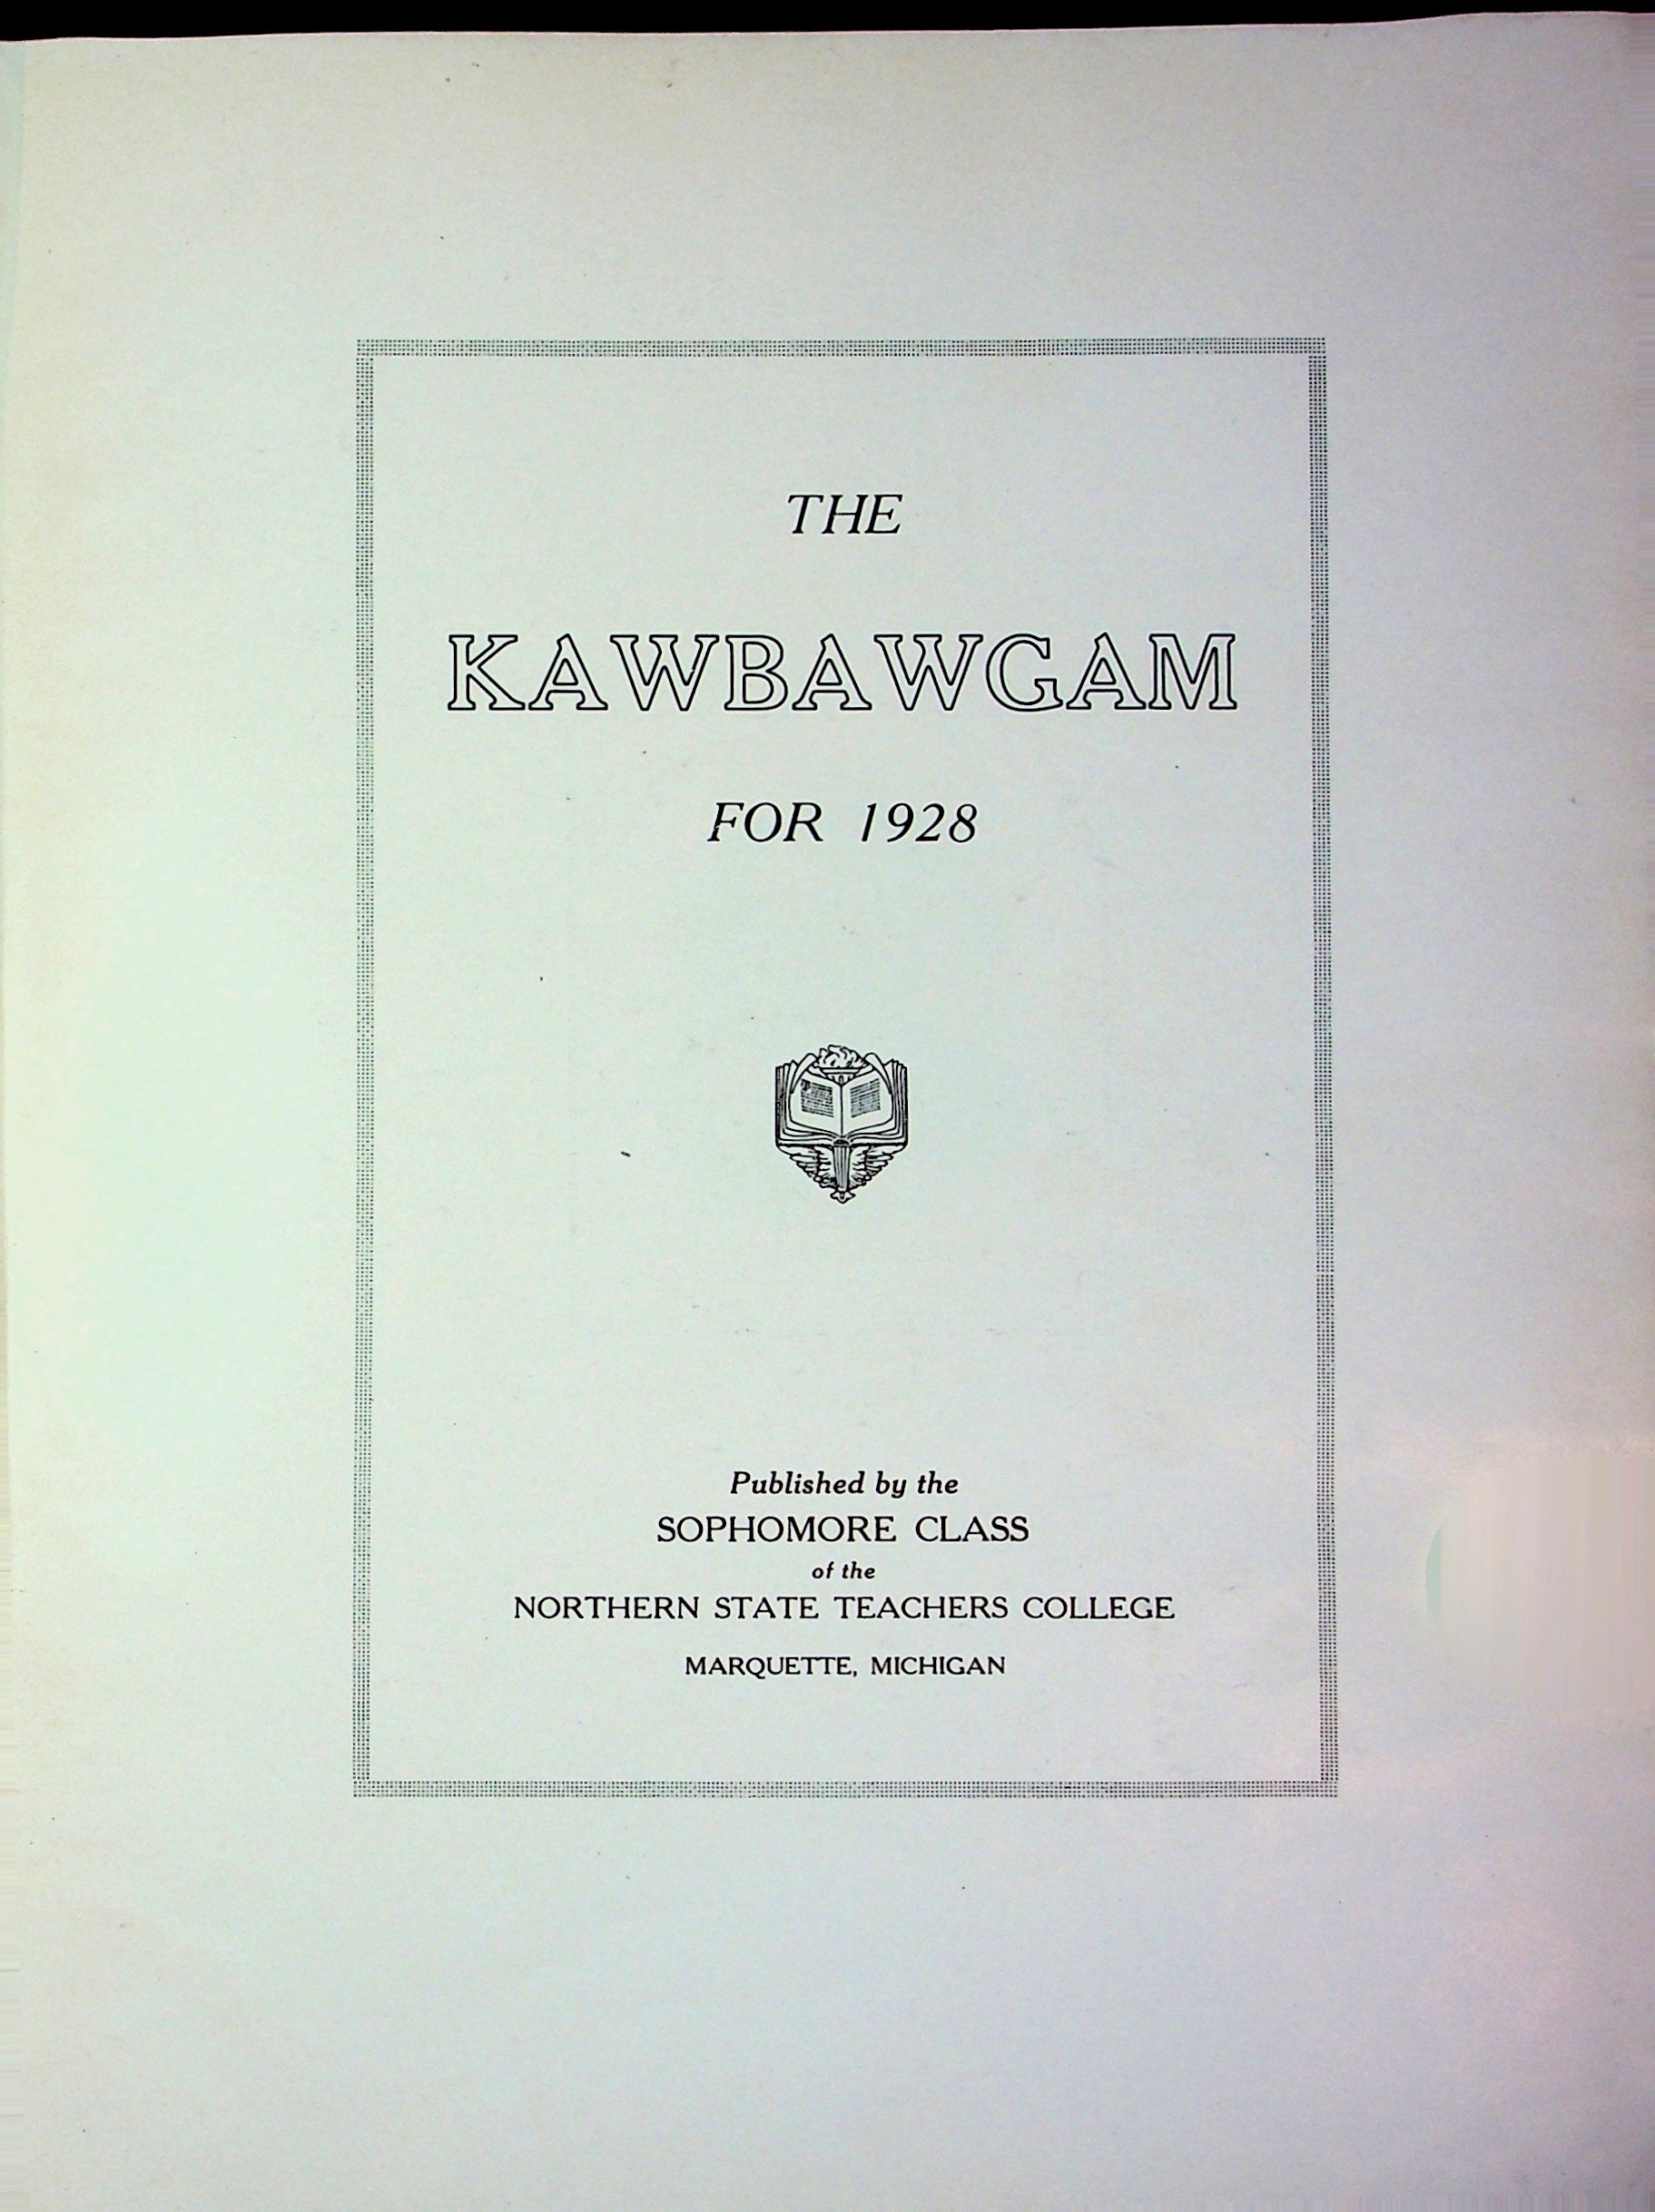 THE
KAWBAWGAM
FOR 1928
Published by the
SOPHOMORE CLASS
of the
NORTHERN STATE TEACHERS COLLEGE
MARQUETTE, MICHIGAN